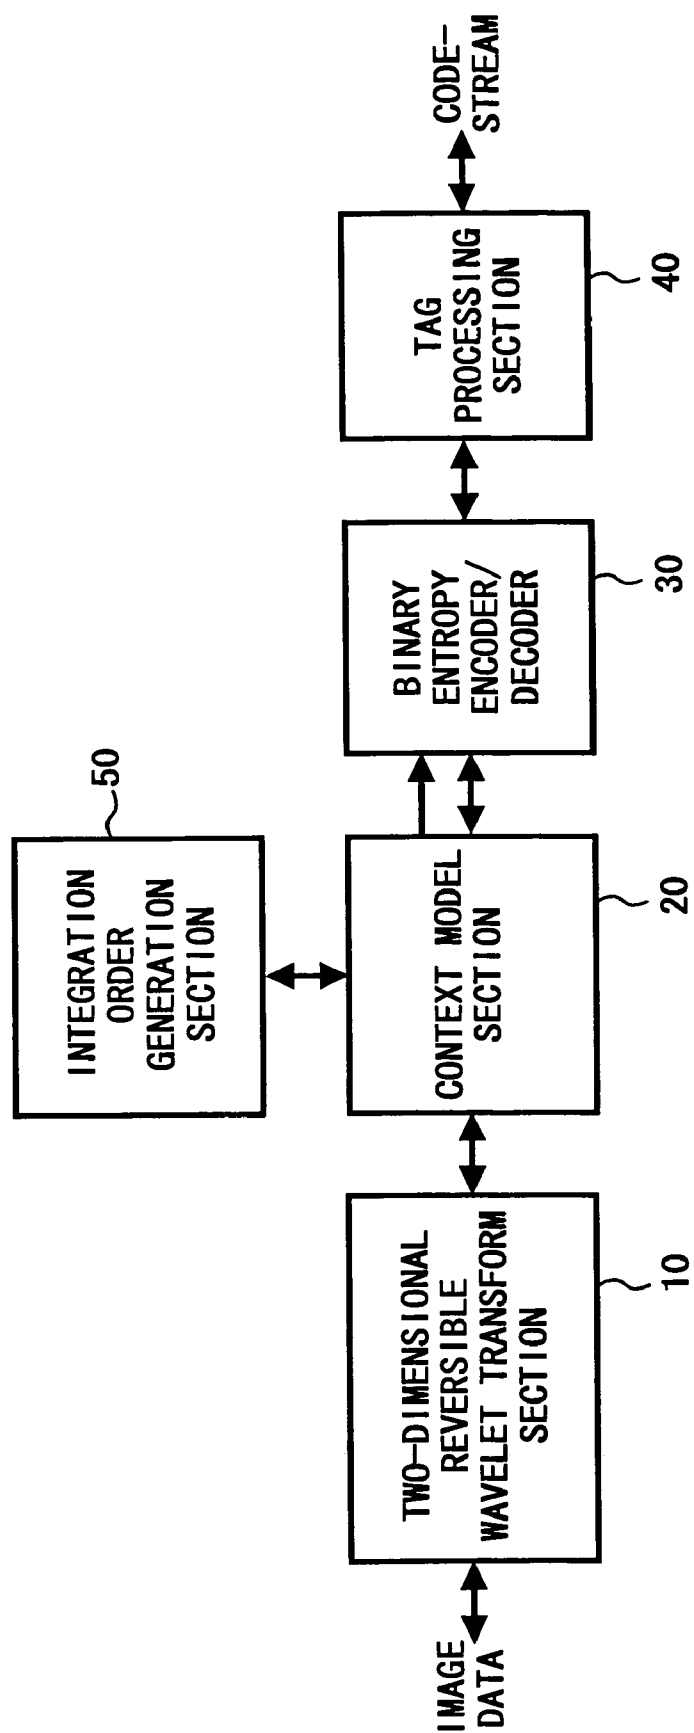 IMAGE
DATA
TWO-DIMENSIONAL
REVERSIBLE
WAVELET TRANSFORM
SECTION
10
CONTEXT MODEL
SECTION
20
INTEGRATION
ORDER
GENERATION
SECTION
50
BINARY
ENTROPY
ENCODER/
DECODER
30
TAG
PROCESSING
SECTION
40
CODE-
STREAM